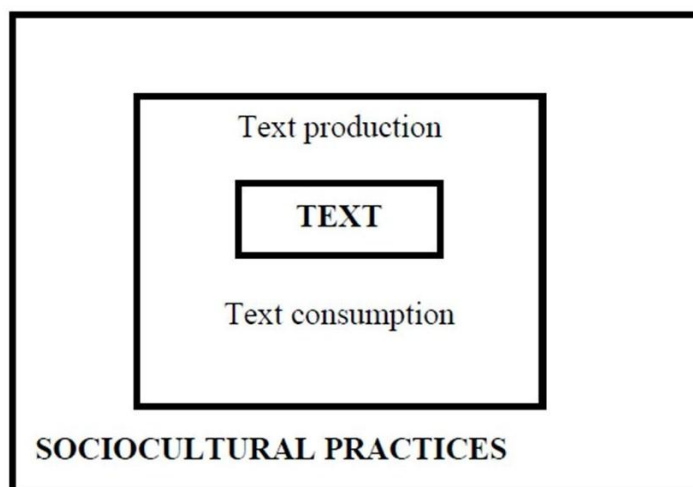 Text production
TEXT
Text consumption
SOCIOCULTURAL PRACTICES